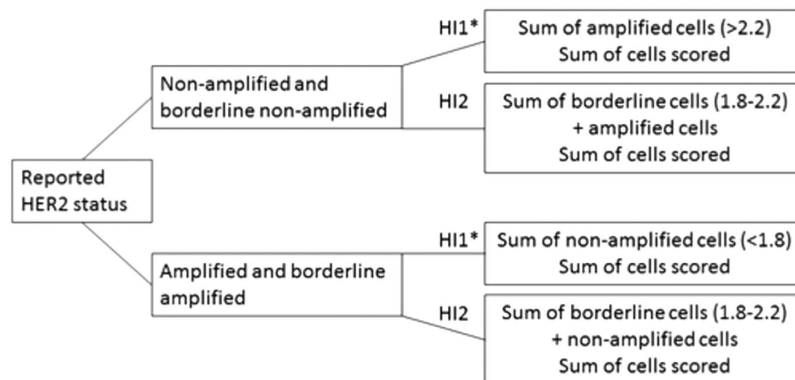 Reported
HER2 status
Non-amplified and
borderline non-amplified
HI1*
Sum of amplified cells (>2.2)
Sum of cells scored
HI2
Sum of borderline cells (1.8-2.2)
+ amplified cells
Sum of cells scored
Amplified and borderline
amplified
HI1*
Sum of non-amplified cells (<1.8)
Sum of cells scored
HI2
Sum of borderline cells (1.8-2.2)
+ non-amplified cells
Sum of cells scored